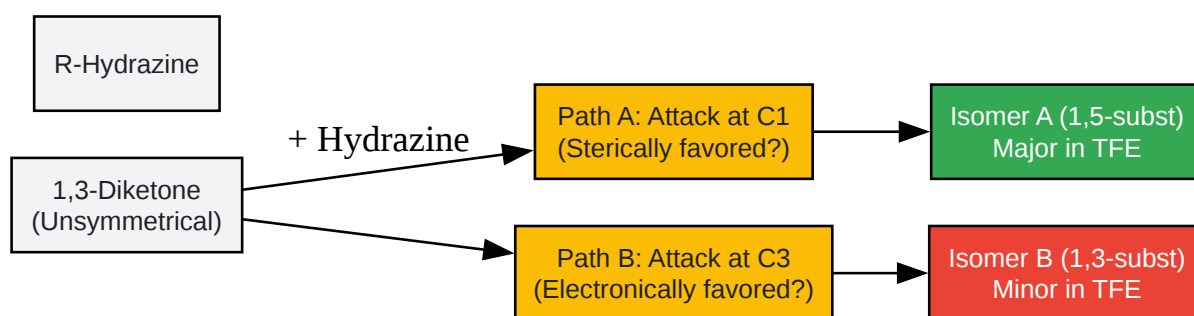 R-Hydrazine
1,3-Diketone
(Unsymmetrical)
+ Hydrazine
Path A: Attack at C1
(Sterically favored?)
Isomer A (1,5-subst)
Major in TFE
Path B: Attack at C3
(Electronically favored?)
Isomer B (1,3-subst)
Minor in TFE